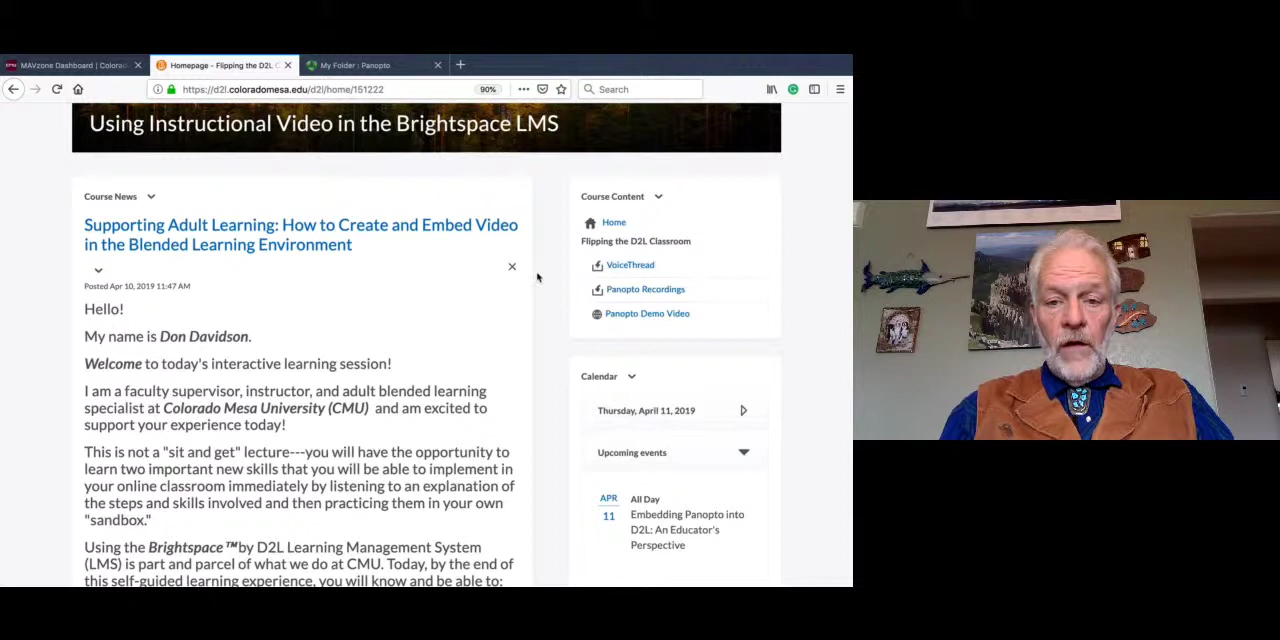 MAVzone Dashboard | Colora
Homepage - Flipping the D2L C
My Folder : Panopto
https://d2l.coloradomesa.edu/d2l/home/151222
90%
Search
Using Instructional Video in the Brightspace LMS
Course News
Supporting Adult Learning: How to Create and Embed Video
in the Blended Learning Environment
Posted Apr 10, 2019 11:47 AM
Hello!
My name is Don Davidson.
Welcome to today's interactive learning session!
I am a faculty supervisor, instructor, and adult blended learning
specialist at Colorado Mesa University (CMU) and am excited to
support your experience today!
This is not a "sit and get" lecture---you will have the opportunity to
learn two important new skills that you will be able to implement in
your online classroom immediately by listening to an explanation of
the steps and skills involved and then practicing them in your own
"sandbox."
Using the Brightspace™by D2L Learning Management System
(LMS) is part and parcel of what we do at CMU. Today, by the end of
this self-guided learning experience, you will know and be able to:
Course Content
Home
Flipping the D2L Classroom
VoiceThread
Panopto Recordings
Panopto Demo Video
Calendar
Thursday, April 11, 2019
Upcoming events
APR
11
All Day
Embedding Panopto into
D2L: An Educator's
Perspective